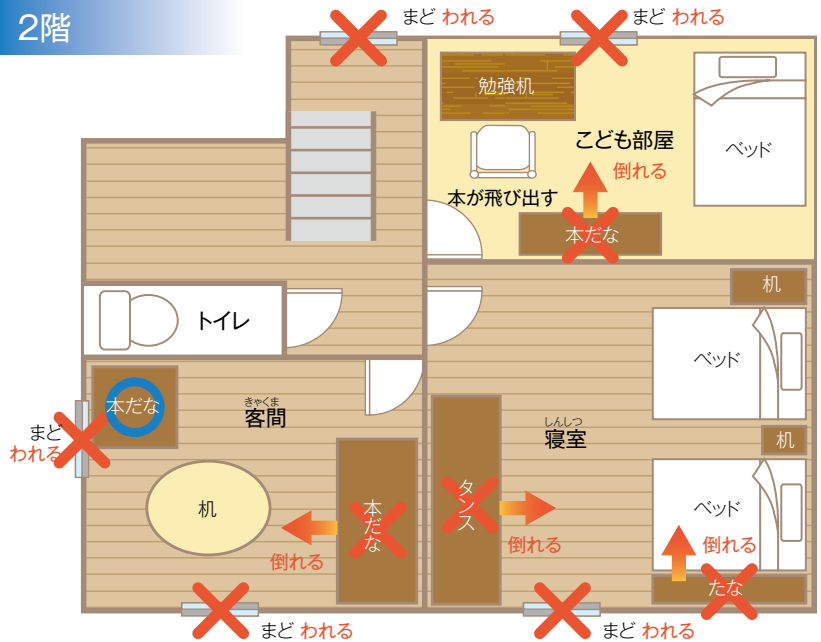 2階
まど われる
まど われる
勉強机
こども部屋
ベッド
倒れる
本が飛び出す
本だな
トイレ
机
ベッド
本だな
きゃくま
客間
まど
われる
しんしつ
寝室
机
机
本だな
倒れる
タンス
倒れる
ベッド
倒れる
たな
まど われる
まど われる